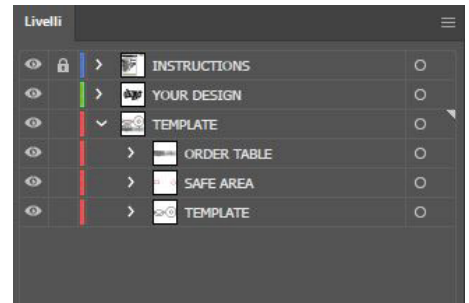 Livelli
INSTRUCTIONS
YOUR DESIGN
TEMPLATE
ORDER TABLE
SAFE AREA
TEMPLATE